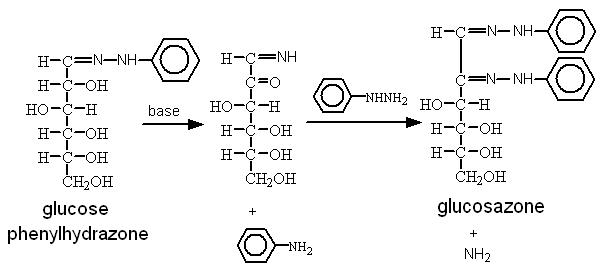 H–C=N–NH
H–C–OH
HO–C–H
H–C–OH
H–C–OH
CH₂OH
glucose
phenylhydrazone
base
H–C=NH
C=O
HO–C–H
H–C–OH
H–C–OH
CH₂OH
+
NH₂
NHNH₂
H–C=N–NH
C=N–NH
HO–C–H
H–C–OH
H–C–OH
CH₂OH
glucosazone
+
NH₂